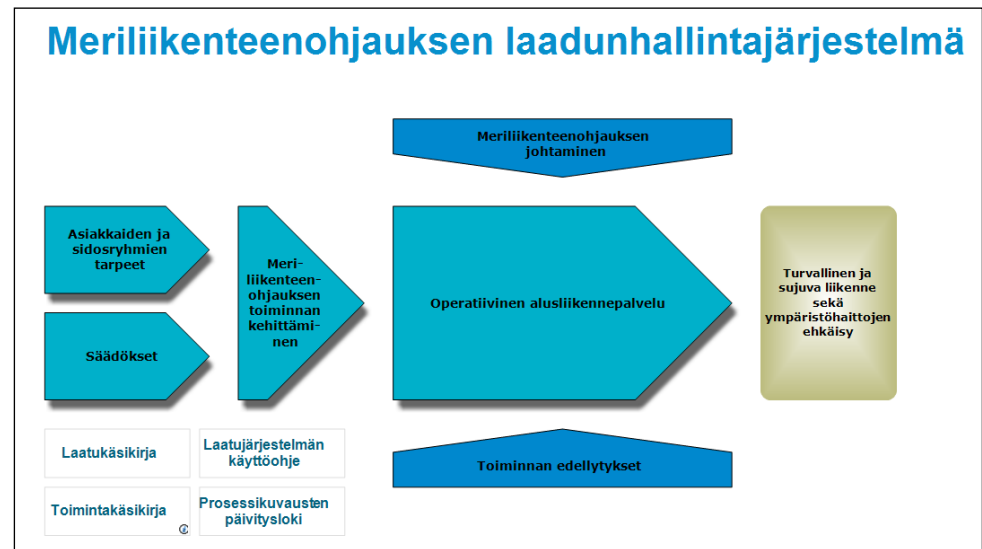 Meriliikenteenohjauksen laadunhallintajärjestelmä
Meriliikenteenohjauksen
johtaminen
Asiakkaiden ja
sidosryhmien
tarpeet
Säädökset
Meri-
liikenteen-
ohjauksen
toiminnan
kehittämi-
nen
Operatiivinen alusliikennepalvelu
Turvallinen ja
sujuva liikenne
sekä
ympäristöhaittojen
ehkäisy
Toiminnan edellytykset
Laatukäsikirja
Laatujärjestelmän
käyttöohje
Toimintakäsikirja
Prosessikuvausten
päivitysloki